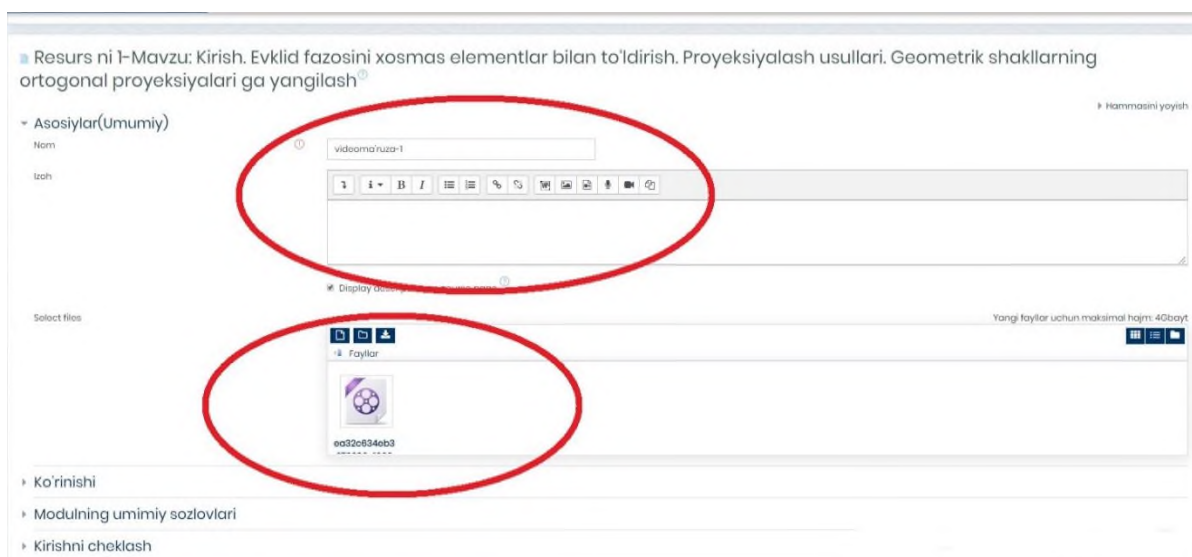 Resurs ni 1-Mavzu: Kirish. Evklid fazosini xosmas elementlar bilan to'ldirish. Proyeksiyalash usullari. Geometrik shakllarning
ortogonal proyeksiyalari ga yangilash
Hammasini yoyish
Asosiylar(Umumiy)
Nom
videoma'ruza-1
Izoh
B I
Display
Select files
Yangi fayllar uchun maksimal hajm: 4Gbayt
Fayllar
ea32c634eb3
Ko'rinishi
Modulning umimiy sozlovlari
Kirishni cheklash